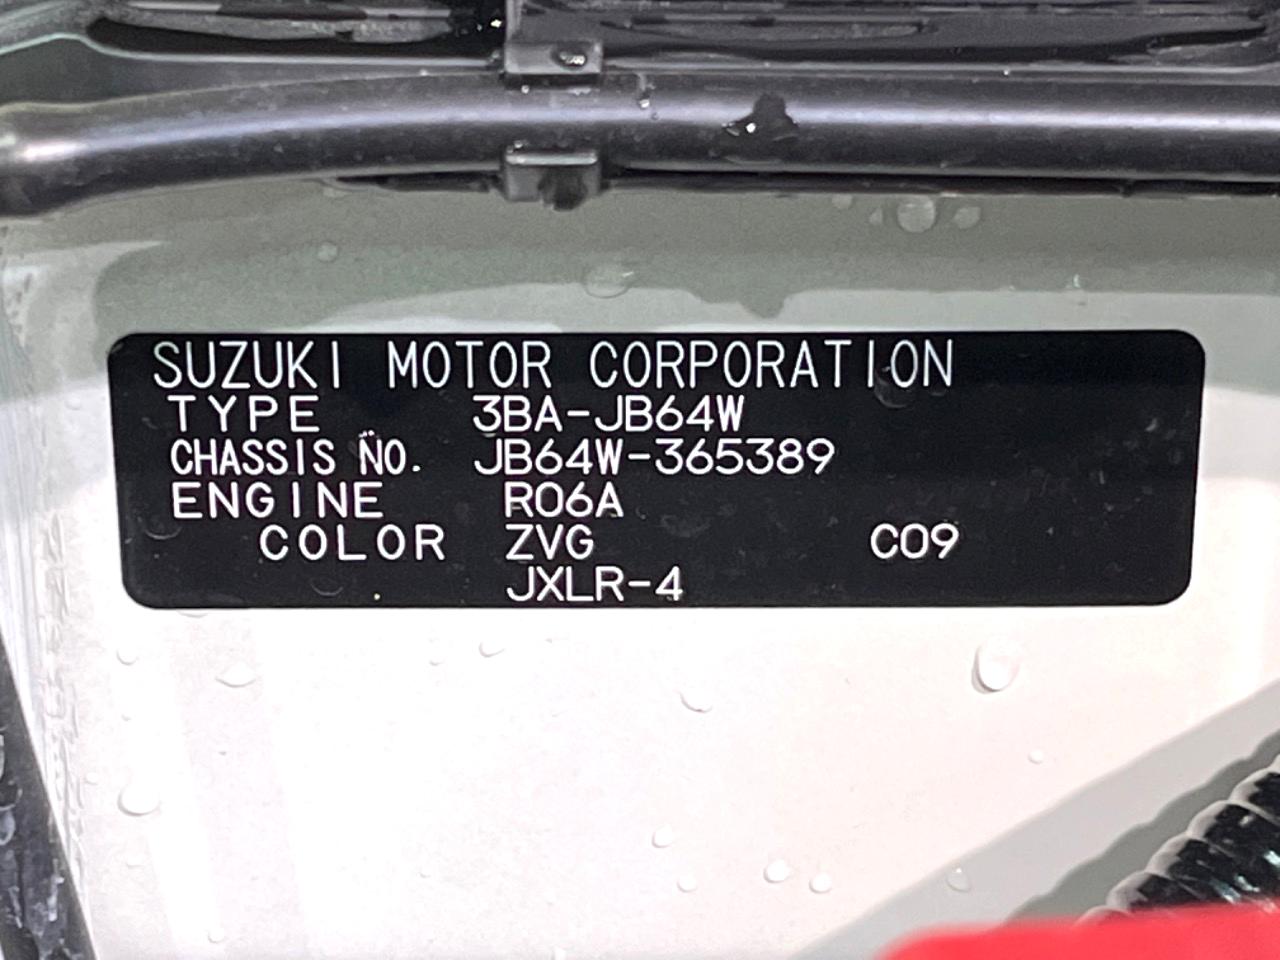 SUZUKI MOTOR CORPORATION
TYPE 3BA-JB64W
CHASSIS NO. JB64W-365389
ENGINE R06A
COLOR ZVG C09
JXLR-4